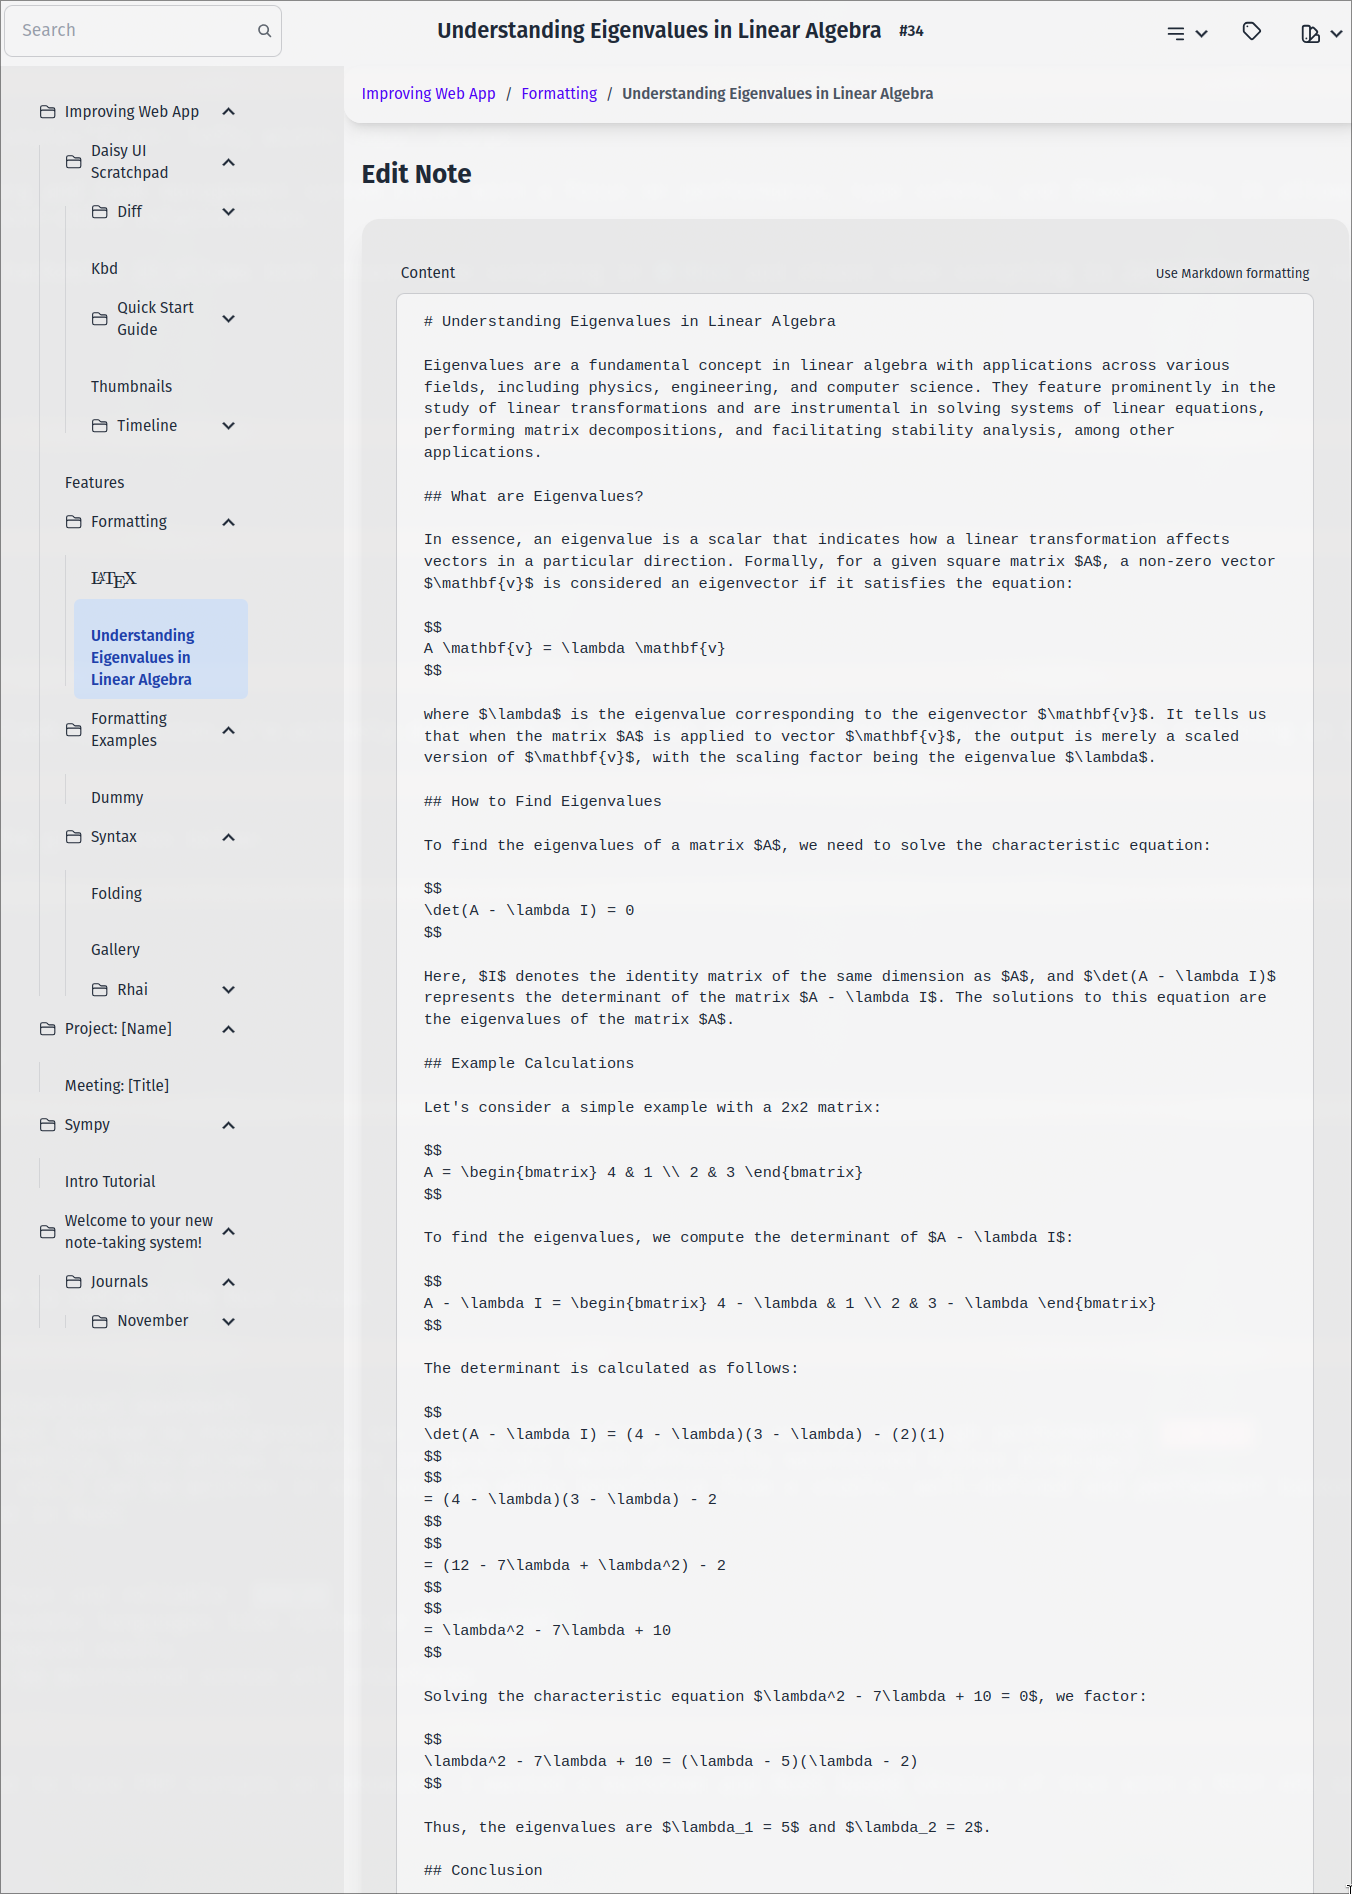 Search
Understanding Eigenvalues in Linear Algebra #34
Improving Web App
Daisy UI
Scratchpad
Diff
Kbd
Quick Start
Guide
Thumbnails
Timeline
Features
Formatting
LATEX
Understanding
Eigenvalues in
Linear Algebra
Formatting
Examples
Dummy
Syntax
Folding
Gallery
Rhai
Project: [Name]
Meeting: [Title]
Sympy
Intro Tutorial
Welcome to your new
note-taking system!
Journals
November
Improving Web App / Formatting / Understanding Eigenvalues in Linear Algebra
Edit Note
Content
Use Markdown formatting
# Understanding Eigenvalues in Linear Algebra
Eigenvalues are a fundamental concept in linear algebra with applications across various
fields, including physics, engineering, and computer science. They feature prominently in the
study of linear transformations and are instrumental in solving systems of linear equations,
performing matrix decompositions, and facilitating stability analysis, among other
applications.
## What are Eigenvalues?
In essence, an eigenvalue is a scalar that indicates how a linear transformation affects
vectors in a particular direction. Formally, for a given square matrix $A$, a non-zero vector
$\mathbf{v}$ is considered an eigenvector if it satisfies the equation:
$$
A \mathbf{v} = \lambda \mathbf{v}
$$
where $\lambda$ is the eigenvalue corresponding to the eigenvector $\mathbf{v}$. It tells us
that when the matrix $A$ is applied to vector $\mathbf{v}$, the output is merely a scaled
version of $\mathbf{v}$, with the scaling factor being the eigenvalue $\lambda$.
## How to Find Eigenvalues
To find the eigenvalues of a matrix $A$, we need to solve the characteristic equation:
$$
\det(A - \lambda I) = 0
$$
Here, $I$ denotes the identity matrix of the same dimension as $A$, and $\det(A - \lambda I)$
represents the determinant of the matrix $A - \lambda I$. The solutions to this equation are
the eigenvalues of the matrix $A$.
## Example Calculations
Let's consider a simple example with a 2x2 matrix:
$$
A = \begin{bmatrix} 4 & 1 \\ 2 & 3 \end{bmatrix}
$$
To find the eigenvalues, we compute the determinant of $A - \lambda I$:
$$
A - \lambda I = \begin{bmatrix} 4 - \lambda & 1 \\ 2 & 3 - \lambda \end{bmatrix}
$$
The determinant is calculated as follows:
$$
\det(A - \lambda I) = (4 - \lambda)(3 - \lambda) - (2)(1)
$$
$$
= (4 - \lambda)(3 - \lambda) - 2
$$
$$
= (12 - 7\lambda + \lambda^2) - 2
$$
$$
= \lambda^2 - 7\lambda + 10
$$
Solving the characteristic equation $\lambda^2 - 7\lambda + 10 = 0$, we factor:
$$
\lambda^2 - 7\lambda + 10 = (\lambda - 5)(\lambda - 2)
$$
Thus, the eigenvalues are $\lambda_1 = 5$ and $\lambda_2 = 2$.
## Conclusion